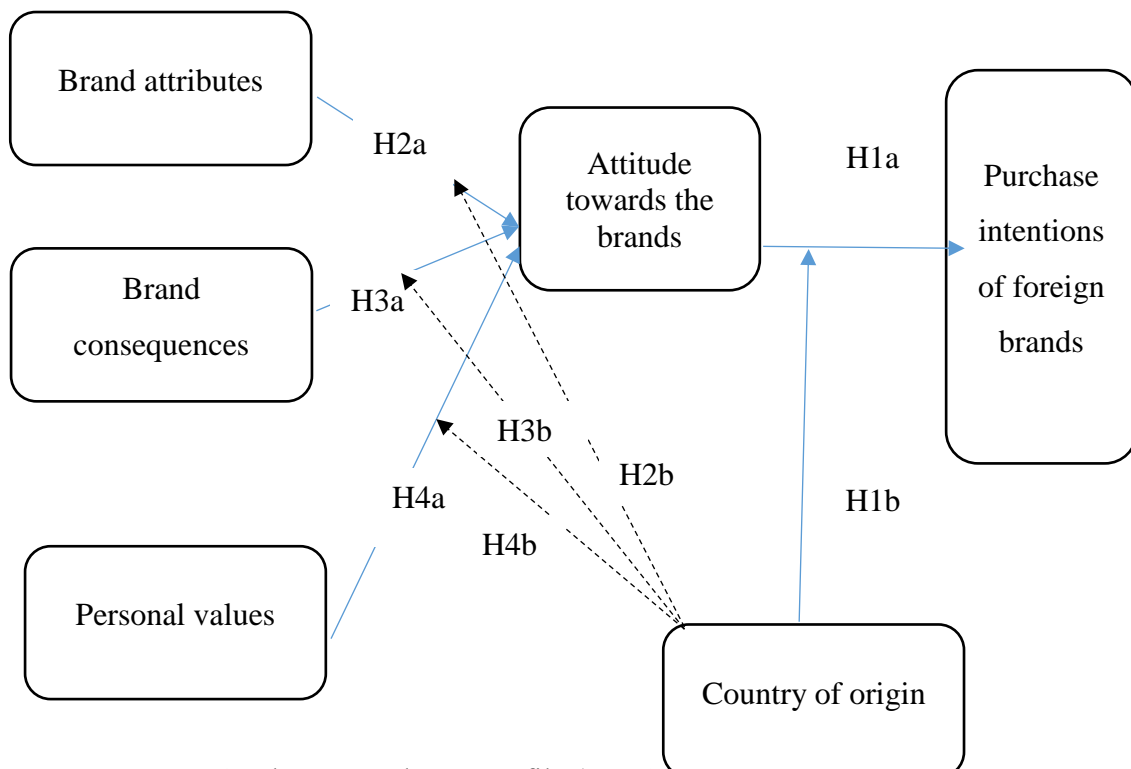 Brand attributes
H2a
Attitude
towards the
brands
H1a
Purchase
intentions
of foreign
brands
Brand
consequences
H3a
H3b
H2b
H4a
H4b
H1b
Personal values
Country of origin